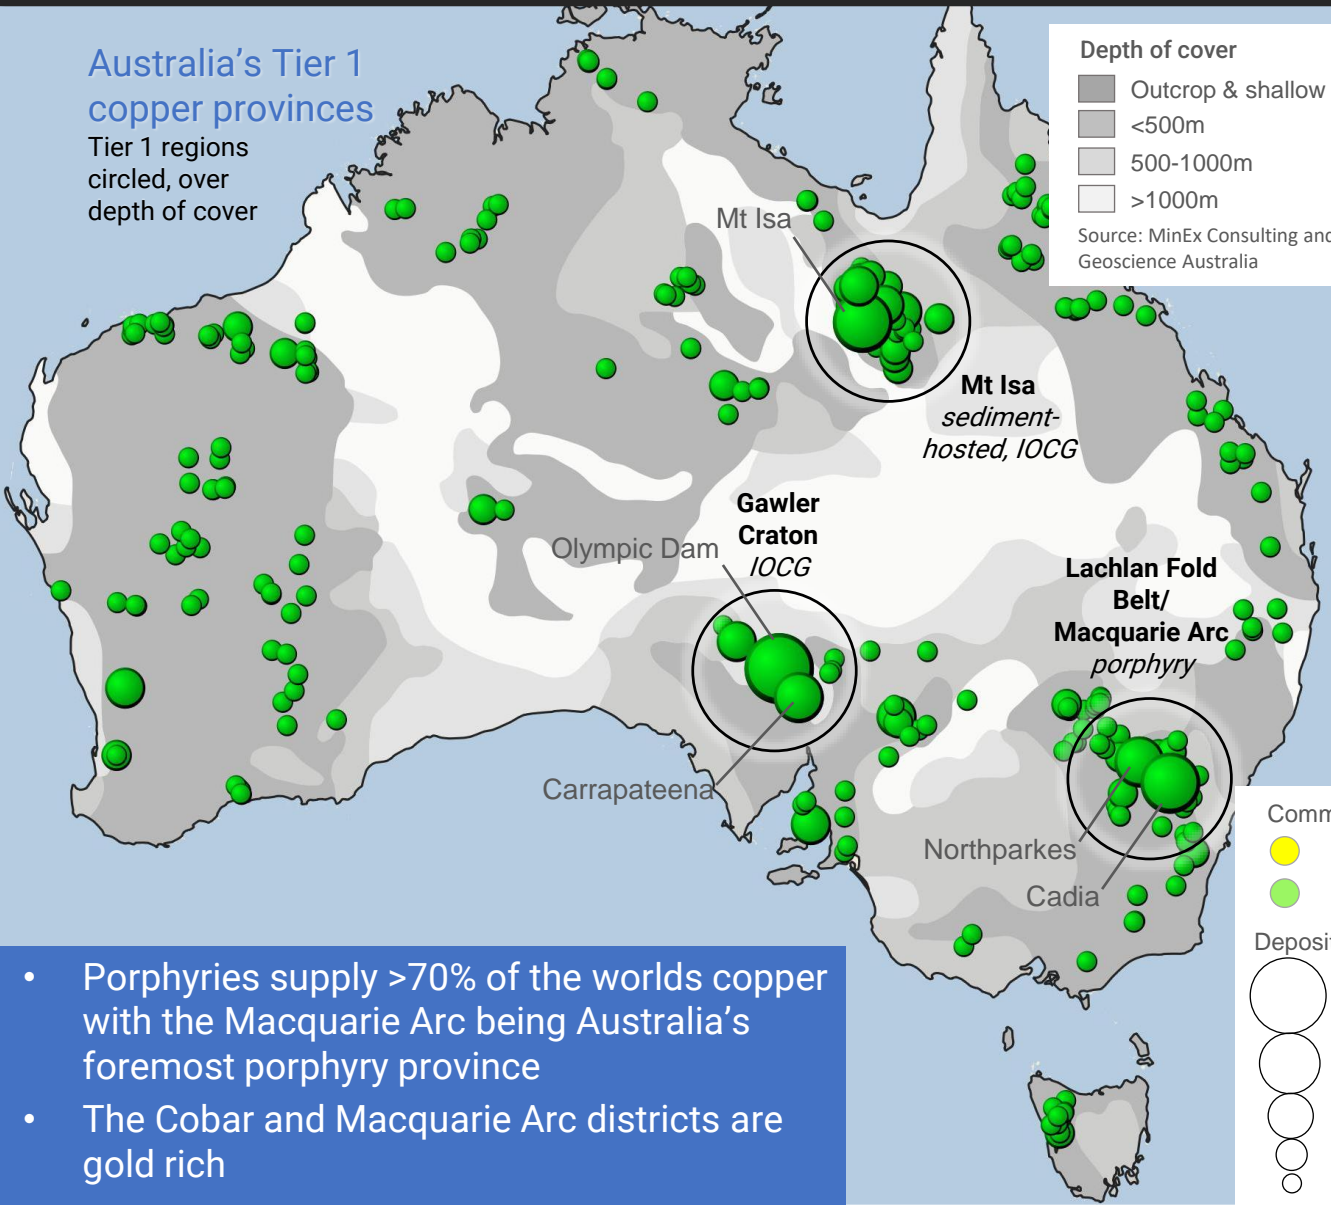 Australia's Tier 1
copper provinces
Tier 1 regions
circled, over
depth of cover
Depth of cover
Outcrop & shallow
<500m
500-1000m
>1000m
Source: MinEx Consulting and
Geoscience Australia
Mt Isa
Mt Isa
sediment-
hosted, IOCG
Gawler
Craton
IOCG
Olympic Dam
Carrapateena
Lachlan Fold
Belt/
Macquarie Arc
porphyry
Northparkes
Cadia
Comm
Deposit
• Porphyries supply >70% of the worlds copper
with the Macquarie Arc being Australia's
foremost porphyry province
• The Cobar and Macquarie Arc districts are
gold rich